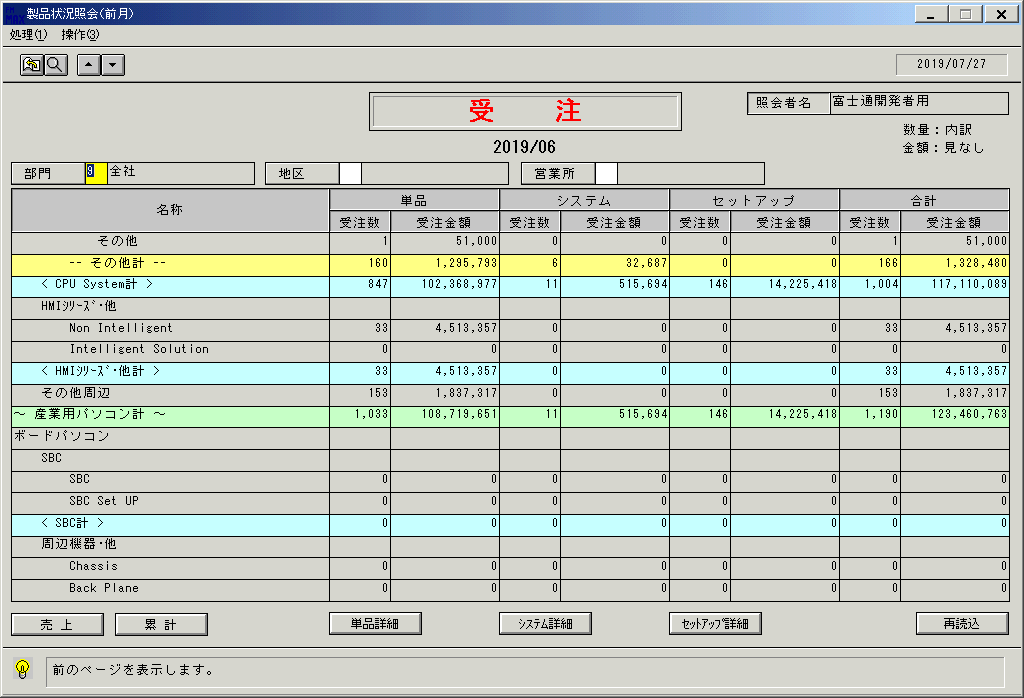 製品状況照会(前月)
処理(1) 操作(3)
2019/07/27
受 注
照会者名 富士通開発者用
2019/06
数量：内訳
金額：見なし
部門 9 全社 地区 営業所
名称 単品 システム セットアップ 合計
受注数 受注金額 受注数 受注金額 受注数 受注金額 受注数 受注金額
その他 1 51,000 0 0 0 0 1 51,000
-- その他計 -- 160 1,295,793 6 32,687 0 0 166 1,328,480
< CPU System計 > 847 102,368,977 11 515,694 146 14,225,418 1,004 117,110,089
HMIｼﾘｰｽﾞ･他
Non Intelligent 33 4,513,357 0 0 0 0 33 4,513,357
Intelligent Solution 0 0 0 0 0 0 0 0
< HMIｼﾘｰｽﾞ･他計 > 33 4,513,357 0 0 0 0 33 4,513,357
その他周辺 153 1,837,317 0 0 0 0 153 1,837,317
～ 産業用パソコン計 ～ 1,033 108,719,651 11 515,694 146 14,225,418 1,190 123,460,763
ボードパソコン
SBC
SBC 0 0 0 0 0 0 0 0
SBC Set UP 0 0 0 0 0 0 0 0
< SBC計 > 0 0 0 0 0 0 0 0
周辺機器･他
Chassis 0 0 0 0 0 0 0 0
Back Plane 0 0 0 0 0 0 0 0
売 上 累 計 単品詳細 ｼｽﾃﾑ詳細 ｾｯﾄｱｯﾌﾟ詳細 再読込
前のページを表示します。